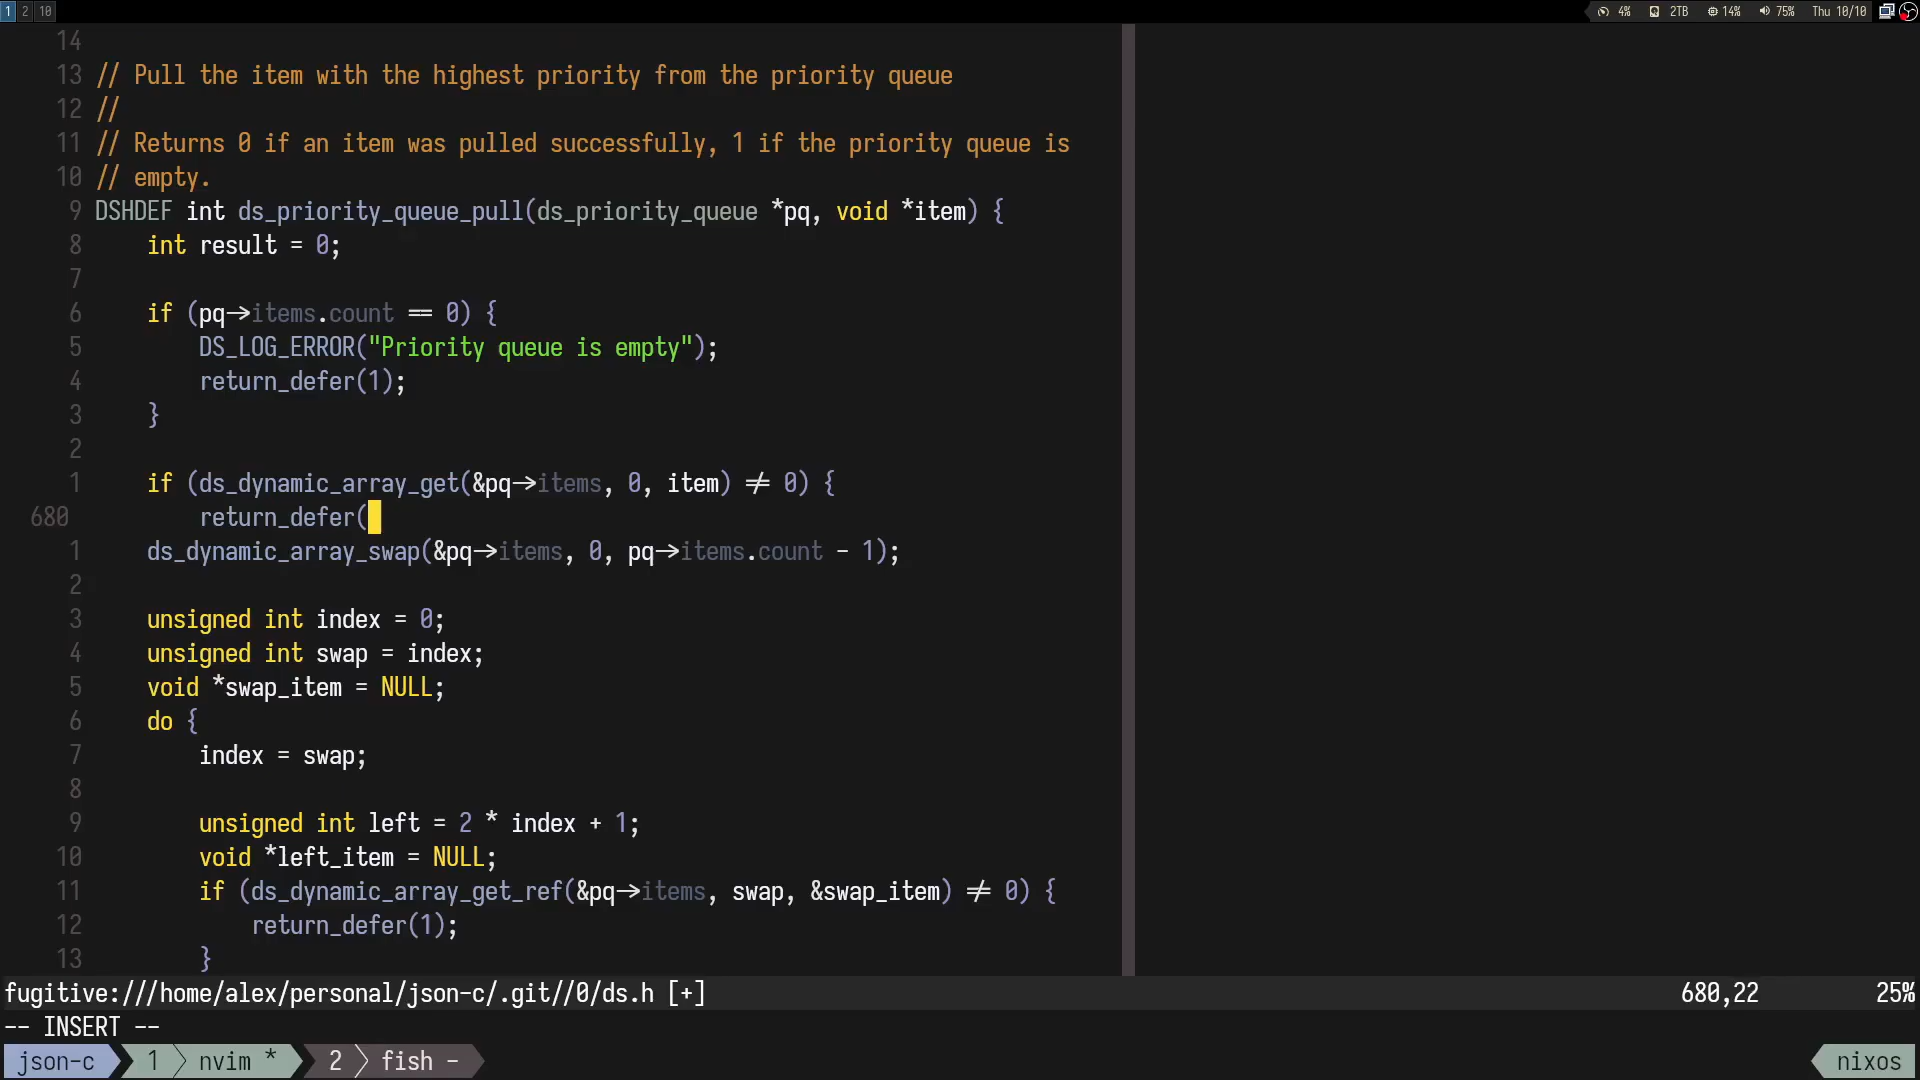 1 2 10 4% 2TB 14% 75% Thu 10/10
14
13 // Pull the item with the highest priority from the priority queue
12 //
11 // Returns 0 if an item was pulled successfully, 1 if the priority queue is
10 // empty.
9 DSHDEF int ds_priority_queue_pull(ds_priority_queue *pq, void *item) {
8     int result = 0;
7
6     if (pq->items.count == 0) {
5         DS_LOG_ERROR("Priority queue is empty");
4         return_defer(1);
3     }
2
1     if (ds_dynamic_array_get(&pq->items, 0, item) != 0) {
680         return_defer(
1     ds_dynamic_array_swap(&pq->items, 0, pq->items.count - 1);
2
3     unsigned int index = 0;
4     unsigned int swap = index;
5     void *swap_item = NULL;
6     do {
7         index = swap;
8
9         unsigned int left = 2 * index + 1;
10         void *left_item = NULL;
11         if (ds_dynamic_array_get_ref(&pq->items, swap, &swap_item) != 0) {
12             return_defer(1);
13         }
fugitive:///home/alex/personal/json-c/.git//0/ds.h [+] 680,22 25%
-- INSERT --
json-c 1 nvim * 2 fish - nixos